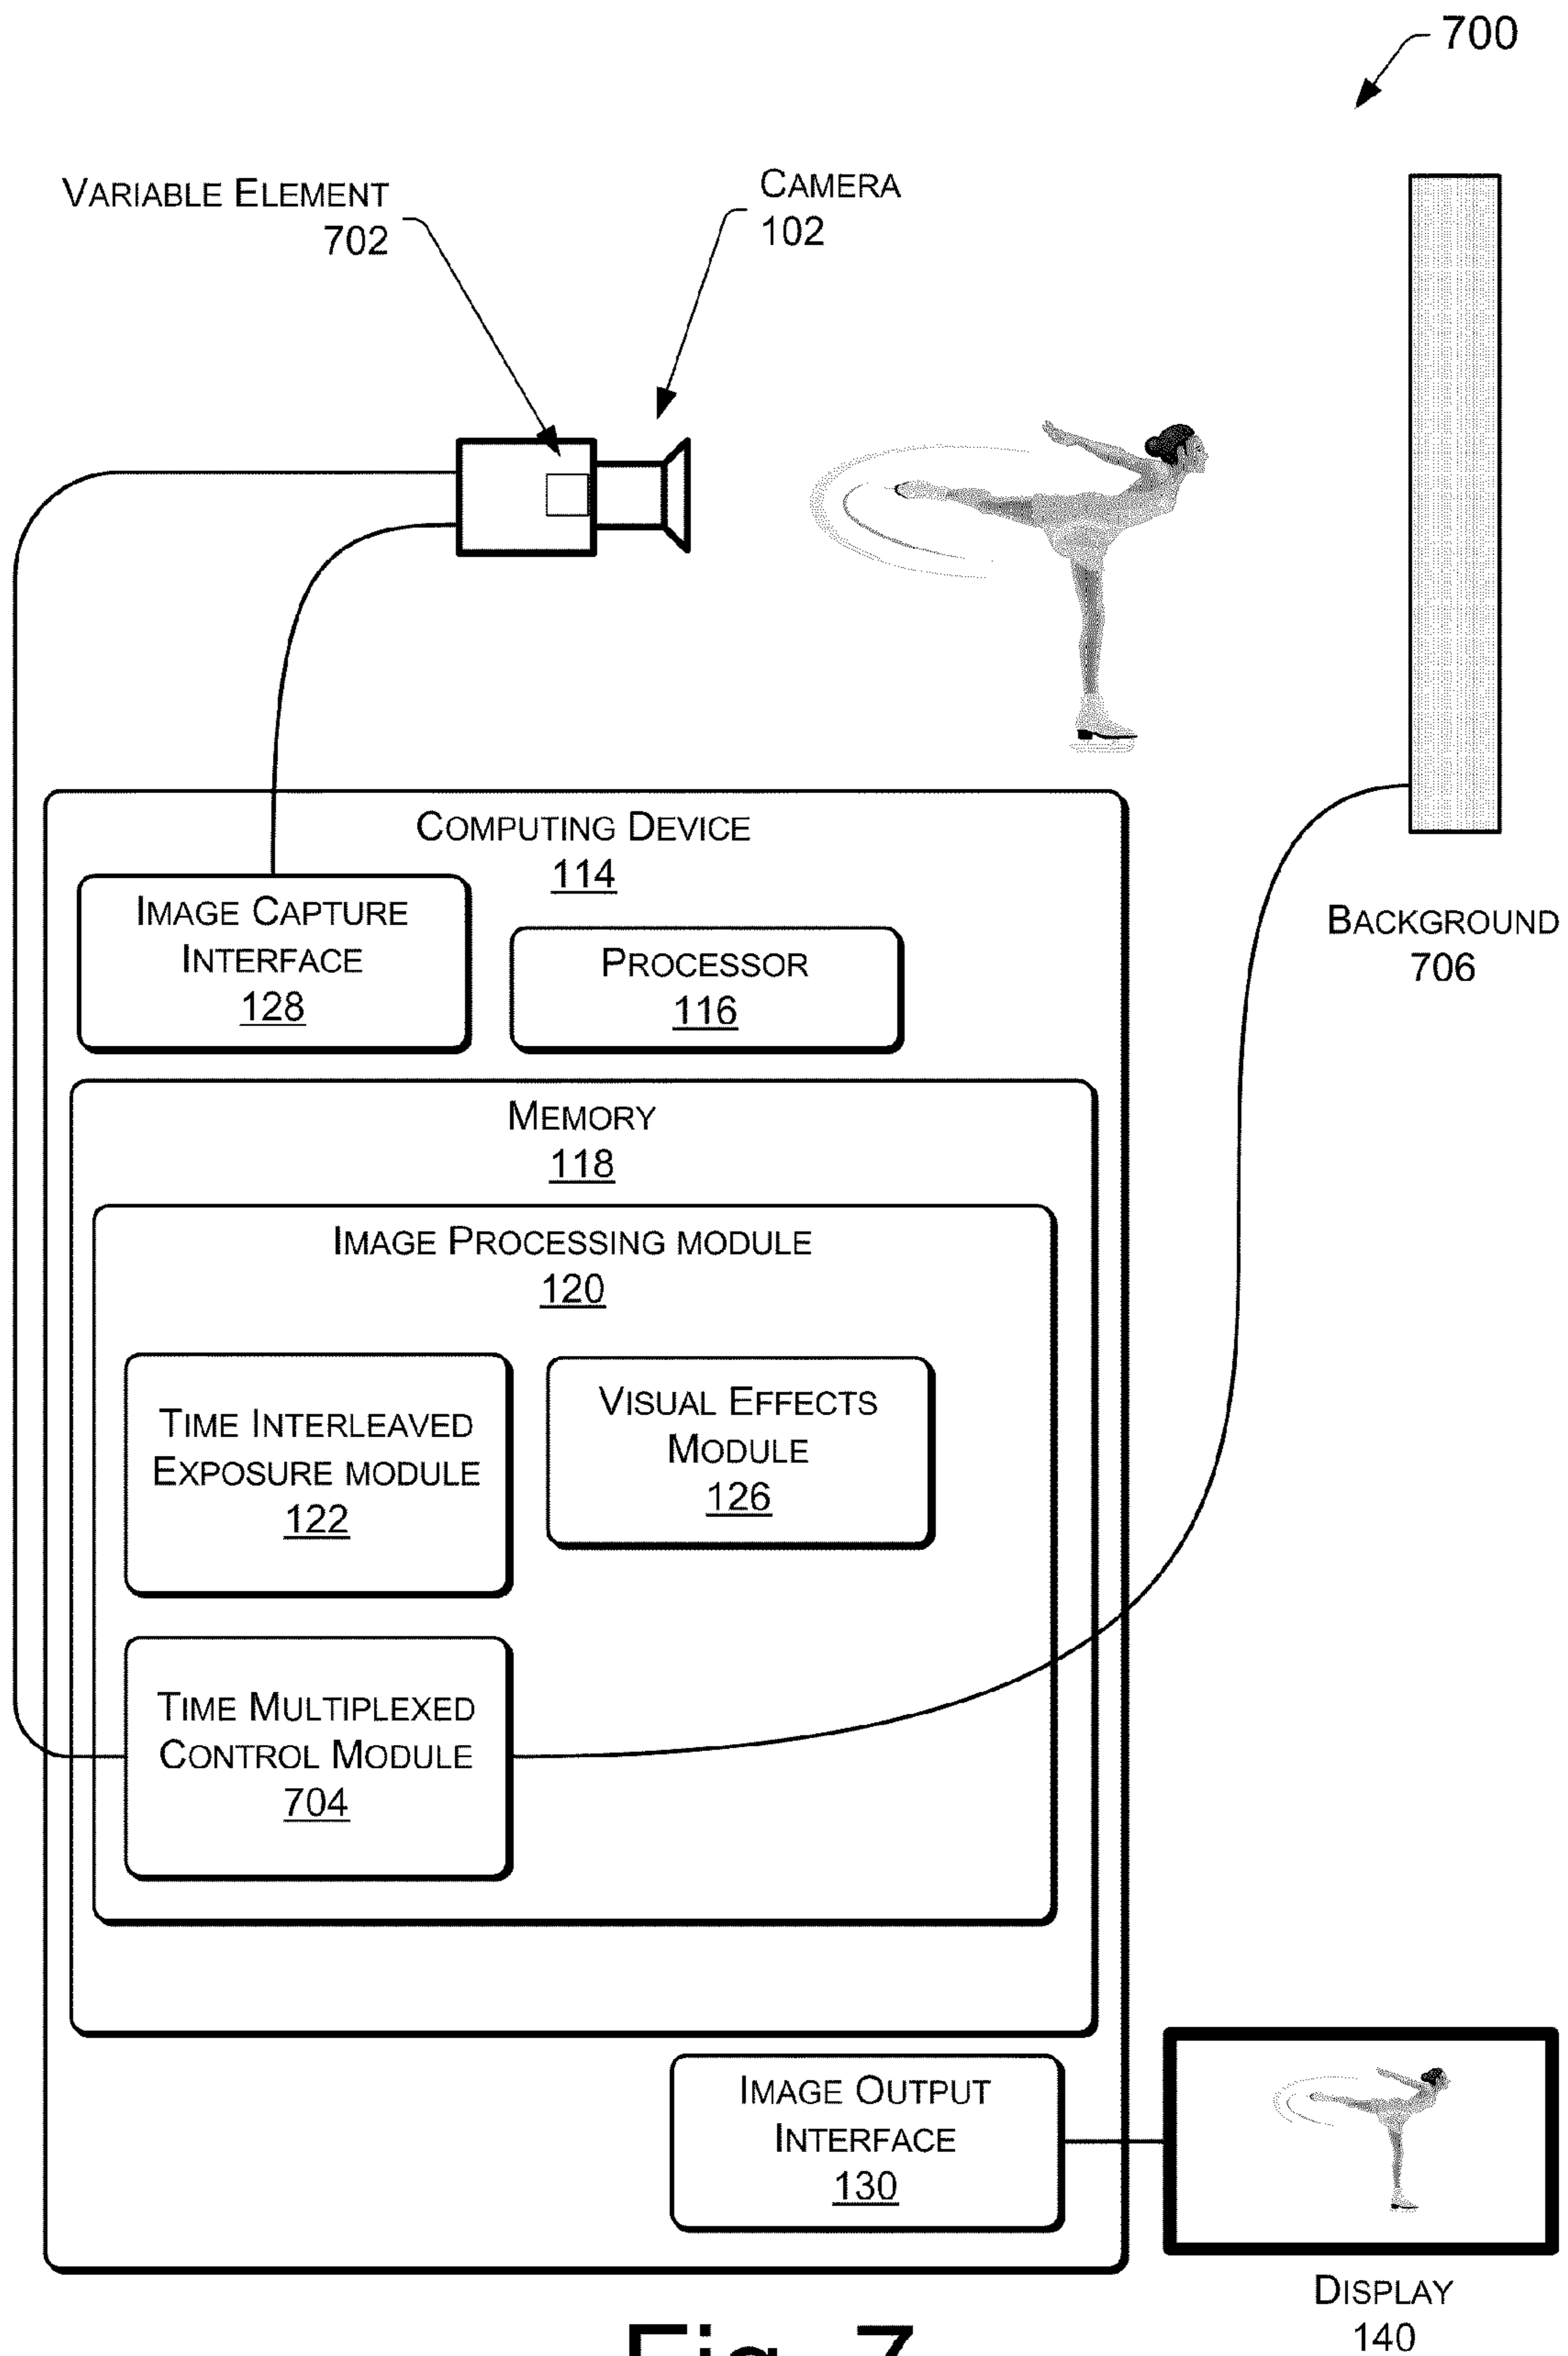 700
VARIABLE ELEMENT
702
CAMERA
102
COMPUTING DEVICE
114
IMAGE CAPTURE
INTERFACE
128
PROCESSOR
116
BACKGROUND
706
MEMORY
118
IMAGE PROCESSING MODULE
120
TIME INTERLEAVED
EXPOSURE MODULE
122
VISUAL EFFECTS
MODULE
126
TIME MULTIPLEXED
CONTROL MODULE
704
IMAGE OUTPUT
INTERFACE
130
DISPLAY
140
Fig. 7